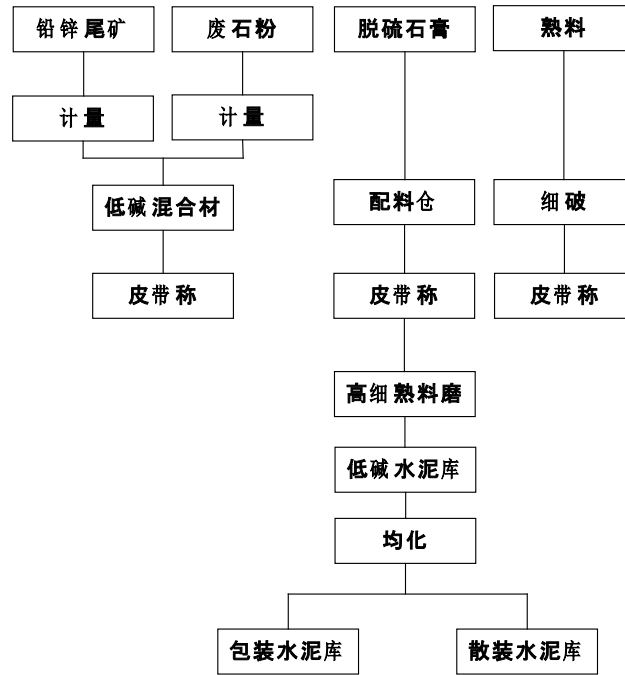 铅锌尾矿
废石粉
脱硫石膏
熟料
计量
计量
低碱混合材
配料仓
细破
皮带称
皮带称
皮带称
高细熟料磨
低碱水泥库
均化
包装水泥库
散装水泥库